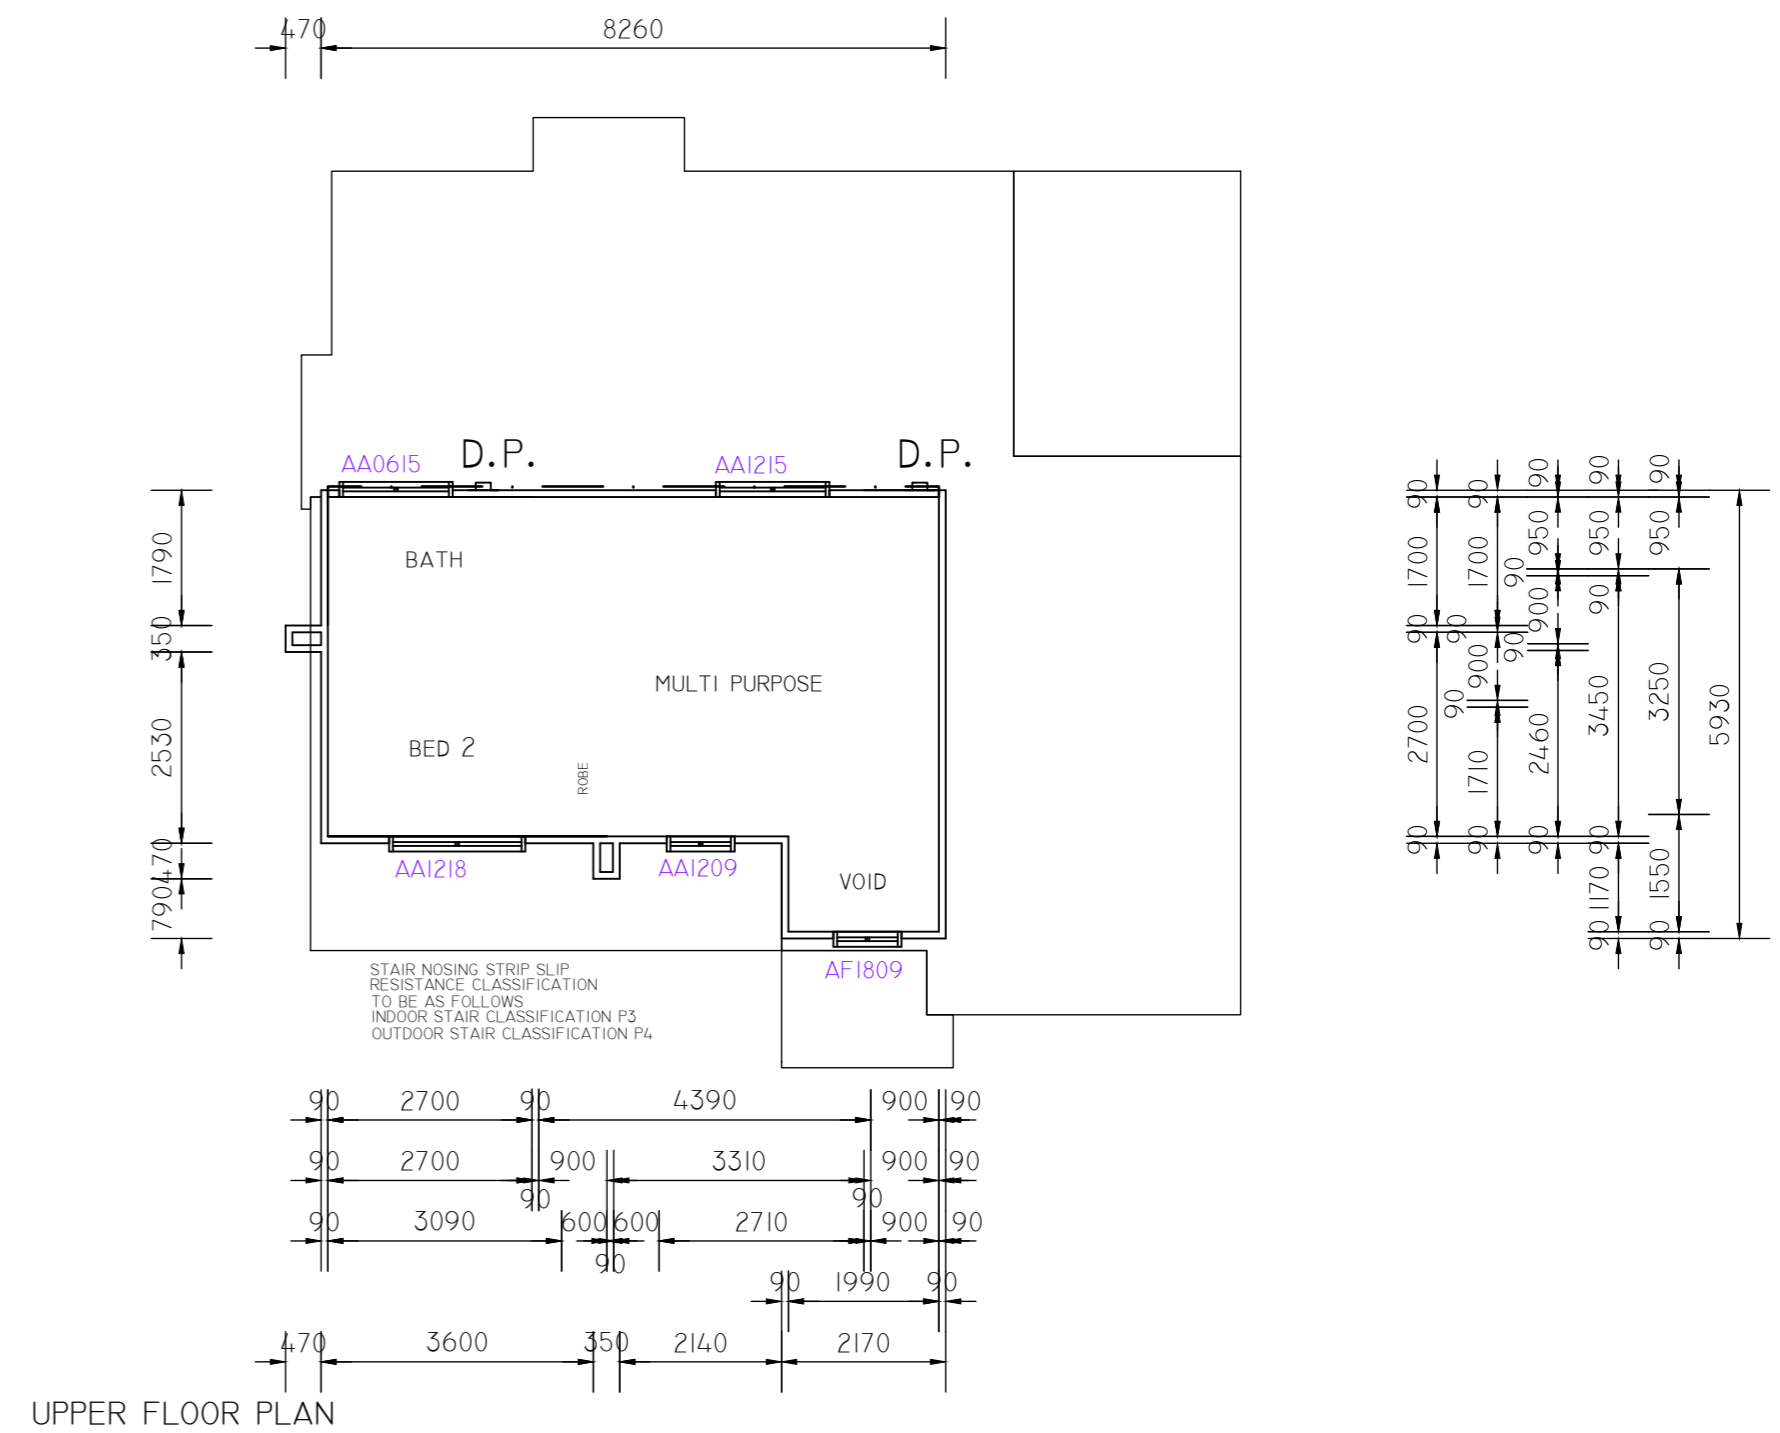 470 8260
D.P. D.P.
AA0615 AA1215
BATH
MULTI PURPOSE
BED 2
ROBE
AA1218 AA1209
VOID
AF1809
STAIR NOSING STRIP SLIP
RESISTANCE CLASSIFICATION
TO BE AS FOLLOWS
INDOOR STAIR CLASSIFICATION P3
OUTDOOR STAIR CLASSIFICATION P4
1790
350
2530
470
790
90 1700 90 2700 90
90 1700 90 900 90 1710 90
90 950 90 900 90 2460 90
90 950 90 3450 90 1170 90
90 950 3250 1550 90
5930
90 2700 90 4390 900 90
90 2700 90 900 3310 90 900 90
90 3090 600 90 600 2710 900 90
90 1990 90
470 3600 350 2140 2170
UPPER FLOOR PLAN